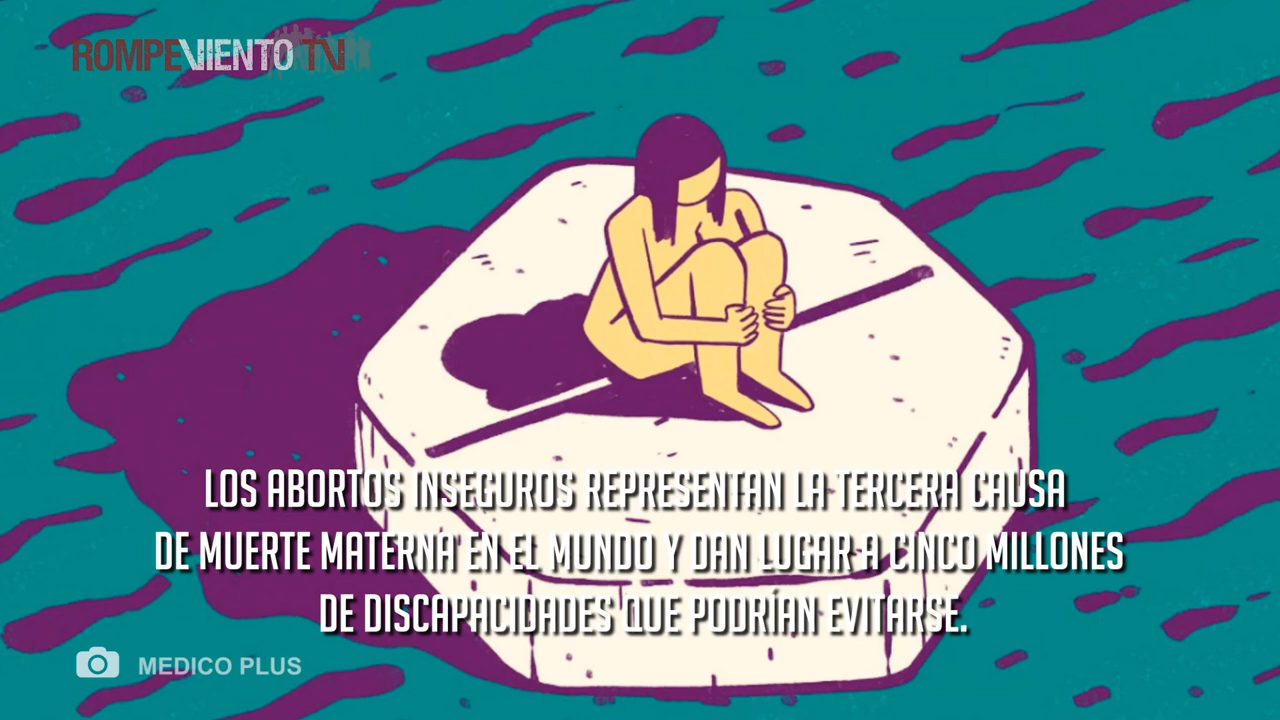 ROMPEVIENTO TV
LOS ABORTOS INSEGUROS REPRESENTAN LA TERCERA CAUSA
DE MUERTE MATERNA EN EL MUNDO Y DAN LUGAR A CINCO MILLONES
DE DISCAPACIDADES QUE PODRÍAN EVITARSE.
MEDICO PLUS